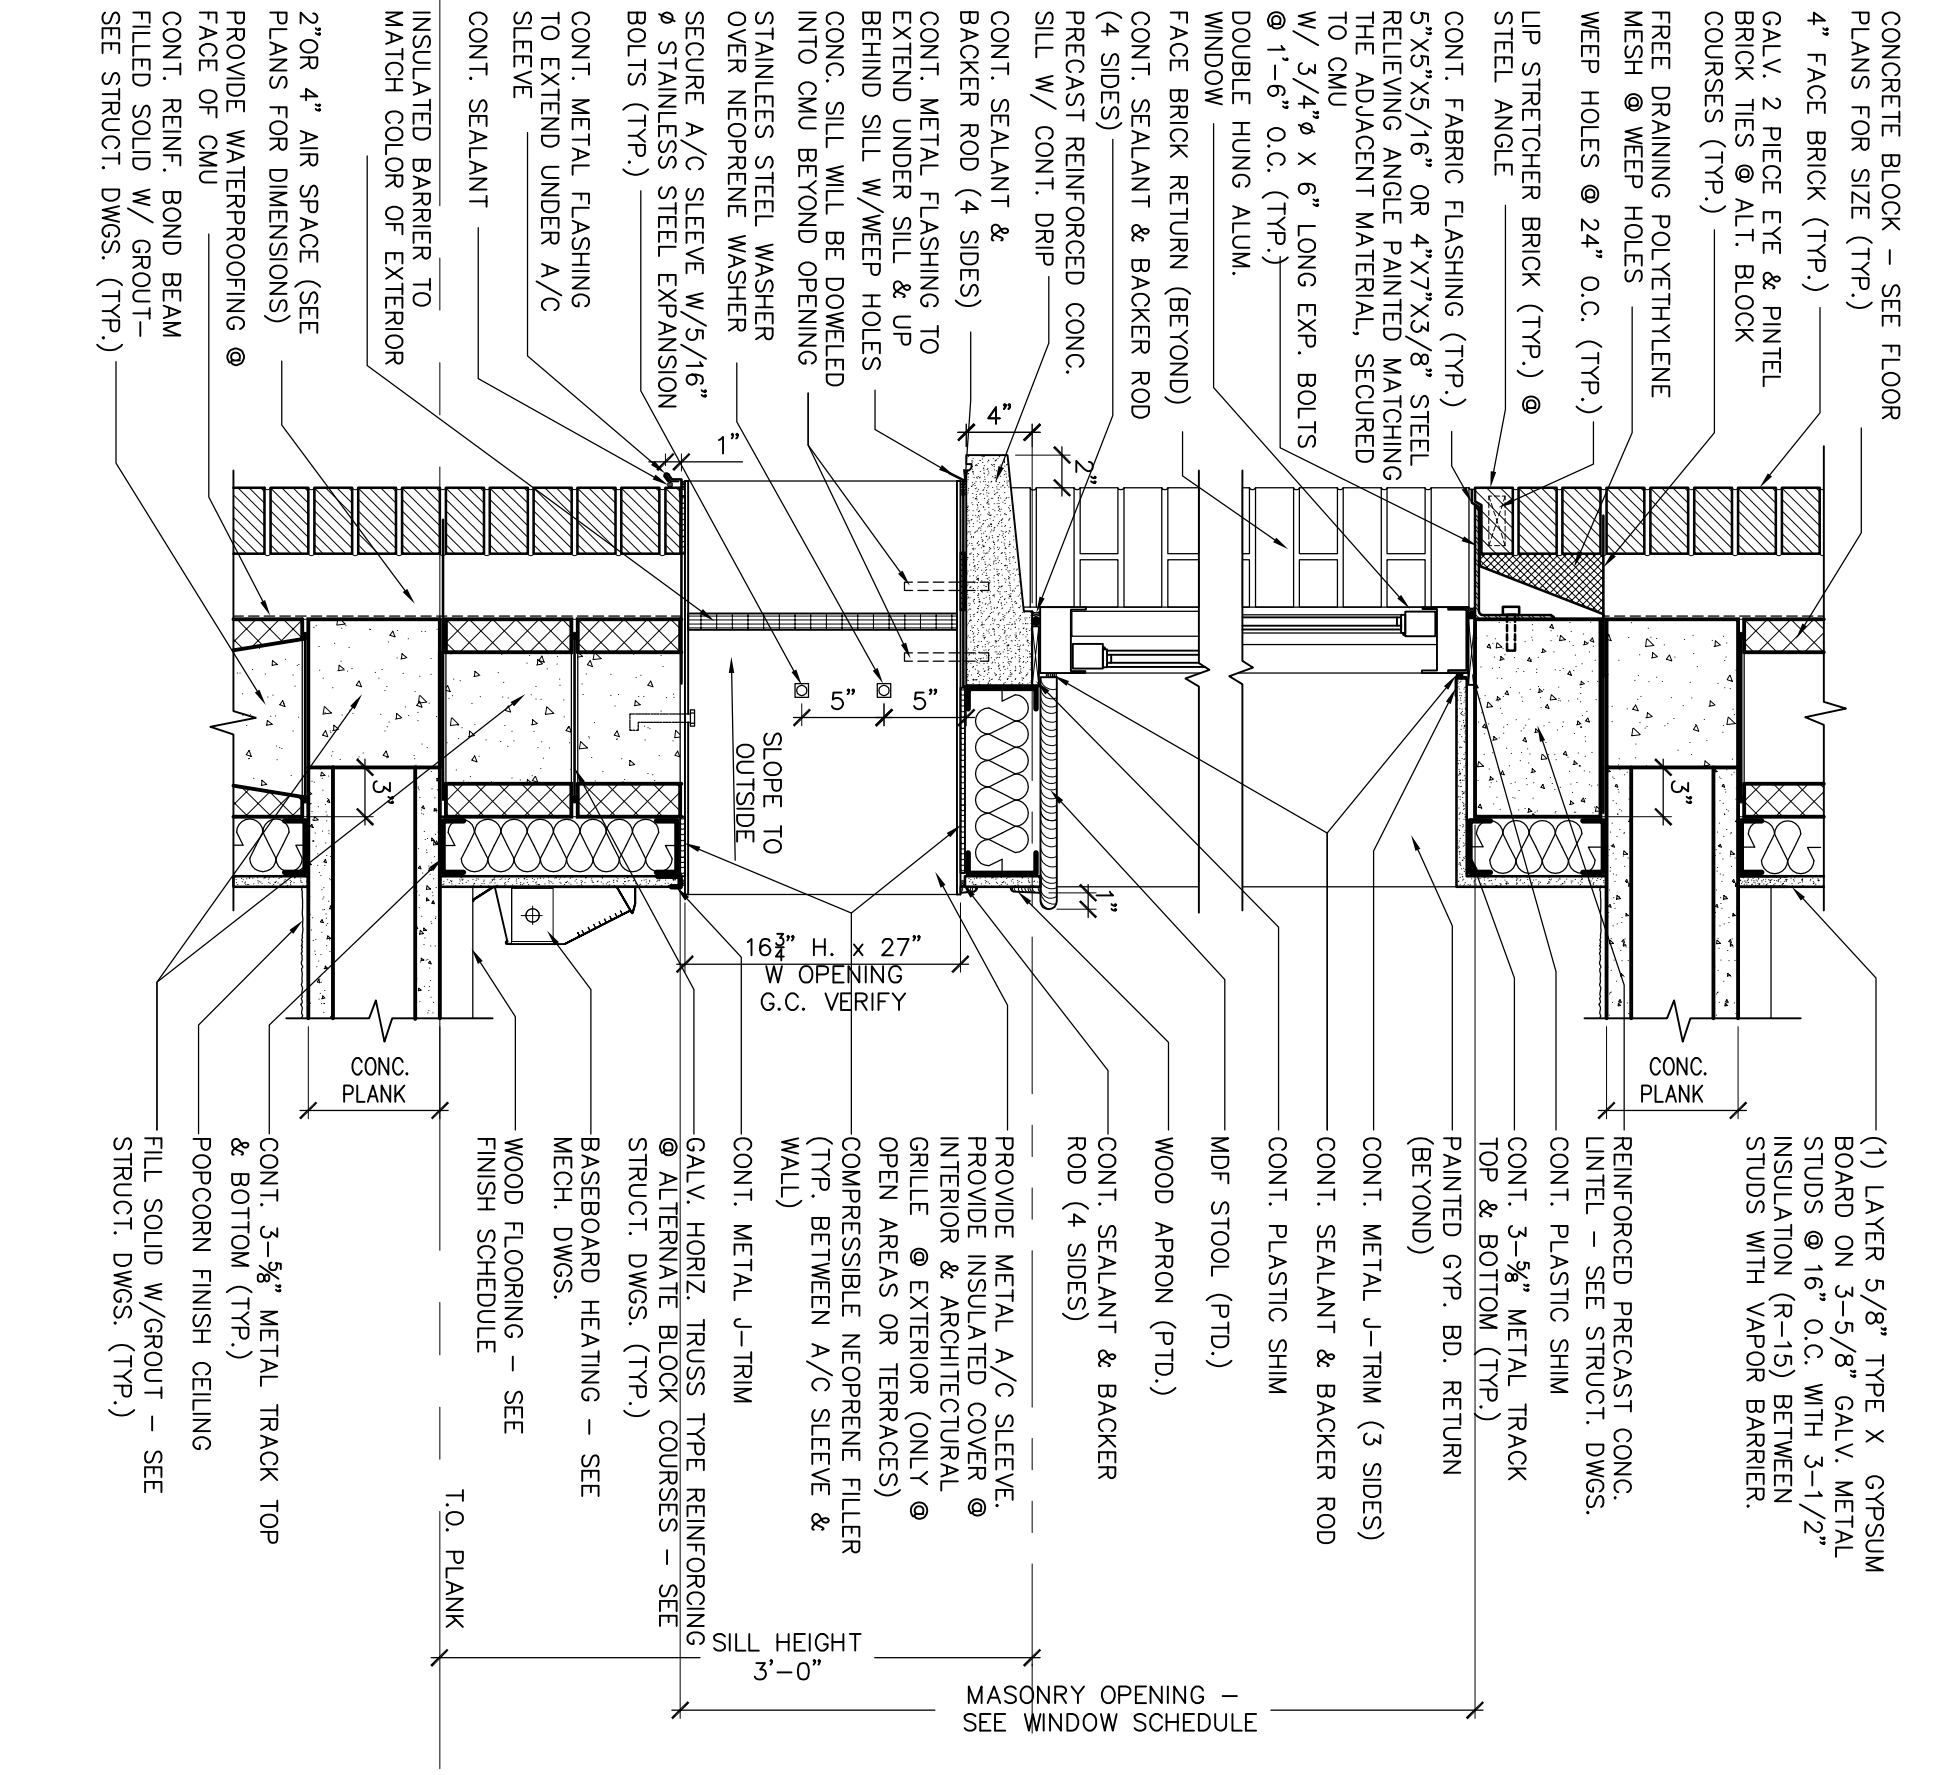 CONCRETE BLOCK – SEE FLOOR
PLANS FOR SIZE (TYP.)
4" FACE BRICK (TYP.)
GALV. 2 PIECE EYE & PINTEL
BRICK TIES @ ALT. BLOCK
COURSES (TYP.)
FREE DRAINING POLYETHYLENE
MESH @ WEEP HOLES
WEEP HOLES @ 24" O.C. (TYP.)
LIP STRETCHER BRICK (TYP.) @
STEEL ANGLE
CONT. FABRIC FLASHING (TYP.)
5"X5"X5/16" OR 4"X7"X3/8" STEEL
RELIEVING ANGLE PAINTED MATCHING
THE ADJACENT MATERIAL, SECURED
TO CMU
W/ 3/4"ø X 6" LONG EXP. BOLTS
@ 1'-6" O.C. (TYP.)
DOUBLE HUNG ALUM.
WINDOW
FACE BRICK RETURN (BEYOND)
CONT. SEALANT & BACKER ROD
(4 SIDES)
PRECAST REINFORCED CONC.
SILL W/ CONT. DRIP
CONT. SEALANT &
BACKER ROD (4 SIDES)
CONT. METAL FLASHING TO
EXTEND UNDER SILL & UP
BEHIND SILL W/WEEP HOLES
CONC. SILL WILL BE DOWELED
INTO CMU BEYOND OPENING
STAINLEES STEEL WASHER
OVER NEOPRENE WASHER
SECURE A/C SLEEVE W/5/16"
ø STAINLESS STEEL EXPANSION
BOLTS (TYP.)
CONT. METAL FLASHING
TO EXTEND UNDER A/C
SLEEVE
CONT. SEALANT
INSULATED BARRIER TO
MATCH COLOR OF EXTERIOR
2"OR 4" AIR SPACE (SEE
PLANS FOR DIMENSIONS)
PROVIDE WATERPROOFING @
FACE OF CMU
CONT. REINF. BOND BEAM
FILLED SOLID W/ GROUT–
SEE STRUCT. DWGS. (TYP.)
4"
2"
1"
5"
5"
SLOPE TO
OUTSIDE
3"
3"
1"
16¾" H. x 27"
W OPENING
G.C. VERIFY
CONC.
PLANK
CONC.
PLANK
(1) LAYER 5/8" TYPE X GYPSUM
BOARD ON 3-5/8" GALV. METAL
STUDS @ 16" O.C. WITH 3-1/2"
INSULATION (R-15) BETWEEN
STUDS WITH VAPOR BARRIER.
REINFORCED PRECAST CONC.
LINTEL – SEE STRUCT. DWGS.
CONT. PLASTIC SHIM
CONT. 3-⅝" METAL TRACK
TOP & BOTTOM (TYP.)
PAINTED GYP. BD. RETURN
(BEYOND)
CONT. METAL J-TRIM (3 SIDES)
CONT. SEALANT & BACKER ROD
CONT. PLASTIC SHIM
MDF STOOL (PTD.)
WOOD APRON (PTD.)
CONT. SEALANT & BACKER
ROD (4 SIDES)
PROVIDE METAL A/C SLEEVE.
PROVIDE INSULATED COVER @
INTERIOR & ARCHITECTURAL
GRILLE @ EXTERIOR (ONLY @
OPEN AREAS OR TERRACES)
COMPRESSIBLE NEOPRENE FILLER
(TYP. BETWEEN A/C SLEEVE &
WALL)
CONT. METAL J-TRIM
GALV. HORIZ. TRUSS TYPE REINFORCING
@ ALTERNATE BLOCK COURSES – SEE
STRUCT. DWGS. (TYP.)
BASEBOARD HEATING – SEE
MECH. DWGS.
WOOD FLOORING – SEE
FINISH SCHEDULE
CONT. 3-⅝" METAL TRACK TOP
& BOTTOM (TYP.)
POPCORN FINISH CEILING
FILL SOLID W/GROUT – SEE
STRUCT. DWGS. (TYP.)
T.O. PLANK
SILL HEIGHT
3'-0"
MASONRY OPENING –
SEE WINDOW SCHEDULE